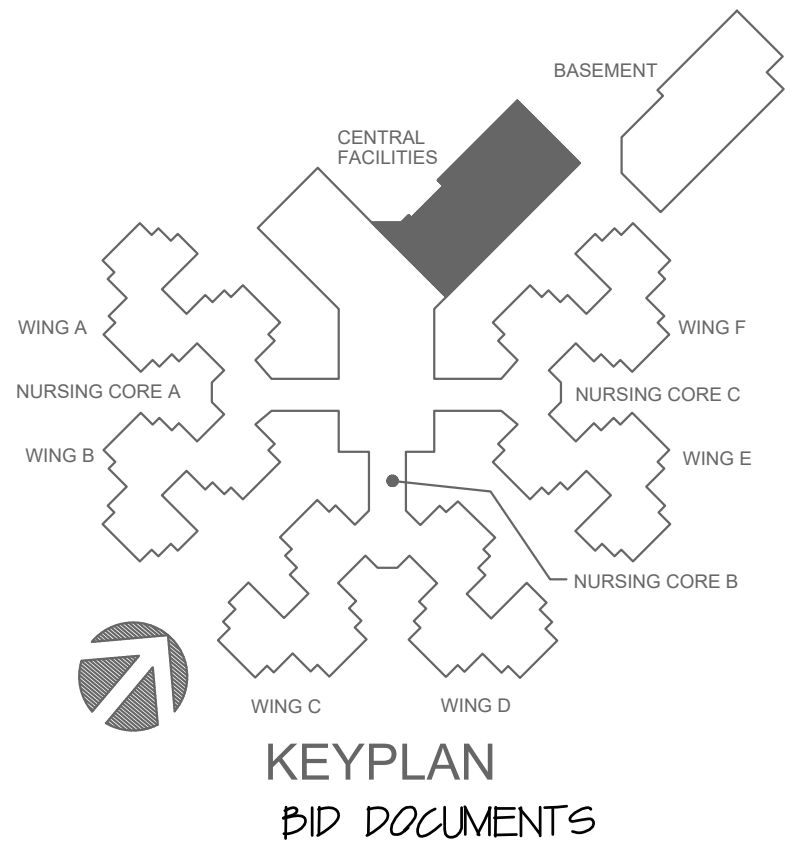 BASEMENT
CENTRAL
FACILITIES
WING A
WING F
NURSING CORE A
NURSING CORE C
WING B
WING E
NURSING CORE B
WING C
WING D
KEYPLAN
BID DOCUMENTS